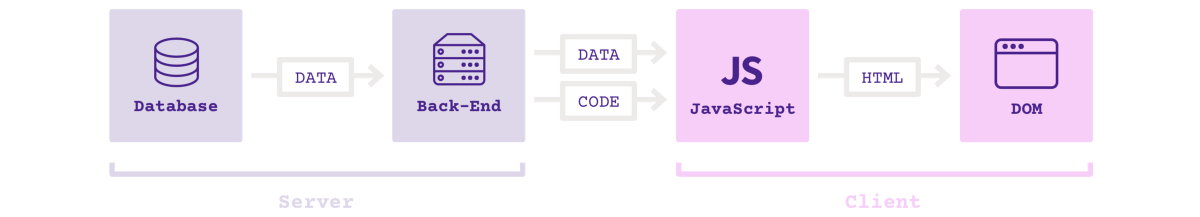 DATA
Database
Back-End
DATA
CODE
JS
JavaScript
HTML
DOM
Server
Client